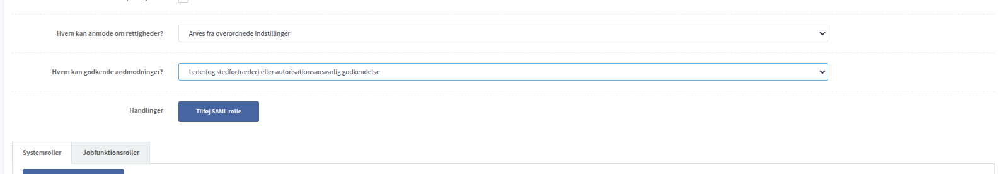 Hvem kan anmode om rettigheder? Arves fra overordnede indstillinger
Hvem kan godkende andmodninger? Leder(og stedfortræder) eller autorisationsansvarlig godkendelse
Handlinger Tilføj SAML rolle
Systemroller Jobfunktionsroller